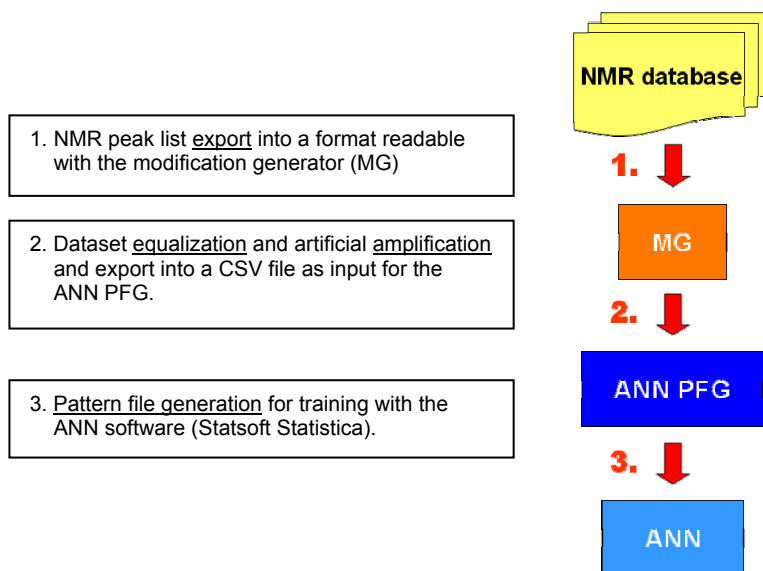 NMR database
1. NMR peak list export into a format readable
with the modification generator (MG)
1.
MG
2. Dataset equalization and artificial amplification
and export into a CSV file as input for the
ANN PFG.
2.
ANN PFG
3. Pattern file generation for training with the
ANN software (Statsoft Statistica).
3.
ANN